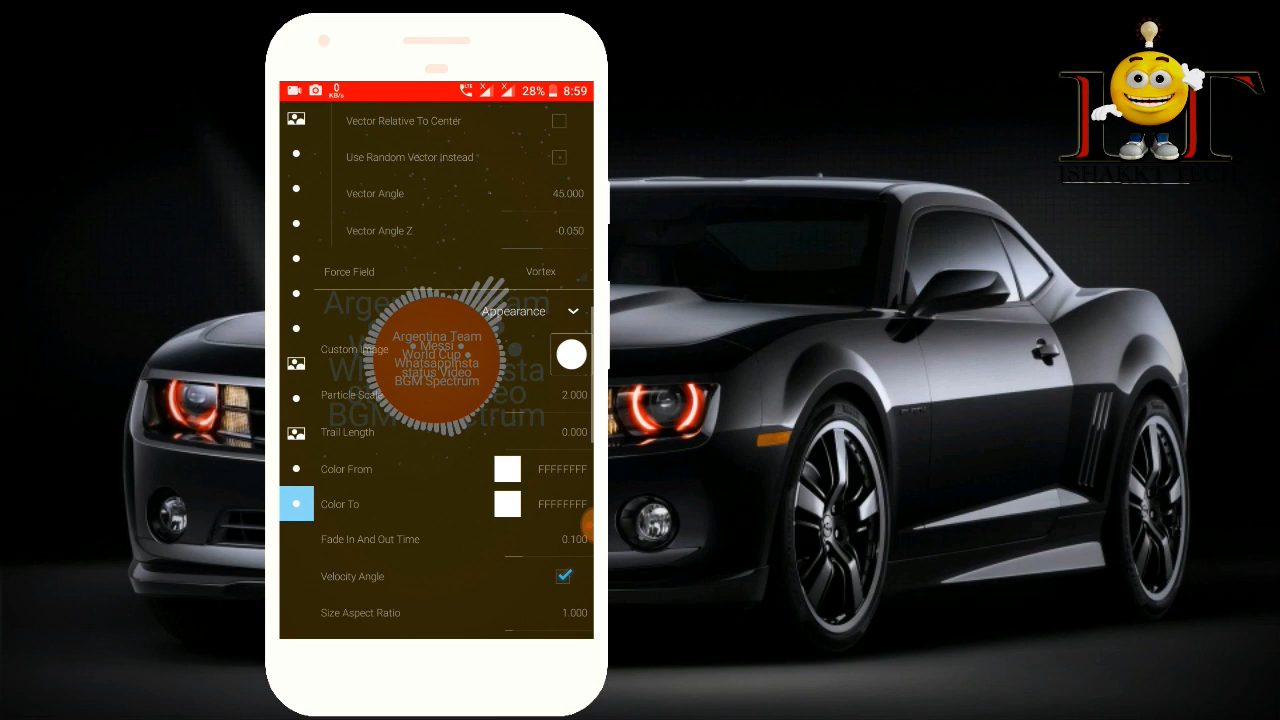 0
KB/s
LTE
X
X
28%
8:59
Vector Relative To Center
Use Random Vector Instead
Vector Angle
45.000
Vector Angle Z
-0.050
Force Field
Vortex
Appearance
Argentina Team
• Messi •
World Cup •
WhatsappInsta
status Video
BGM Spectrum
Custom Image
Particle Scale
2.000
Trail Length
0.000
Color From
FFFFFFFF
Color To
FFFFFFFF
Fade In And Out Time
0.100
Velocity Angle
Size Aspect Ratio
1.000
ISHAKKT TECH